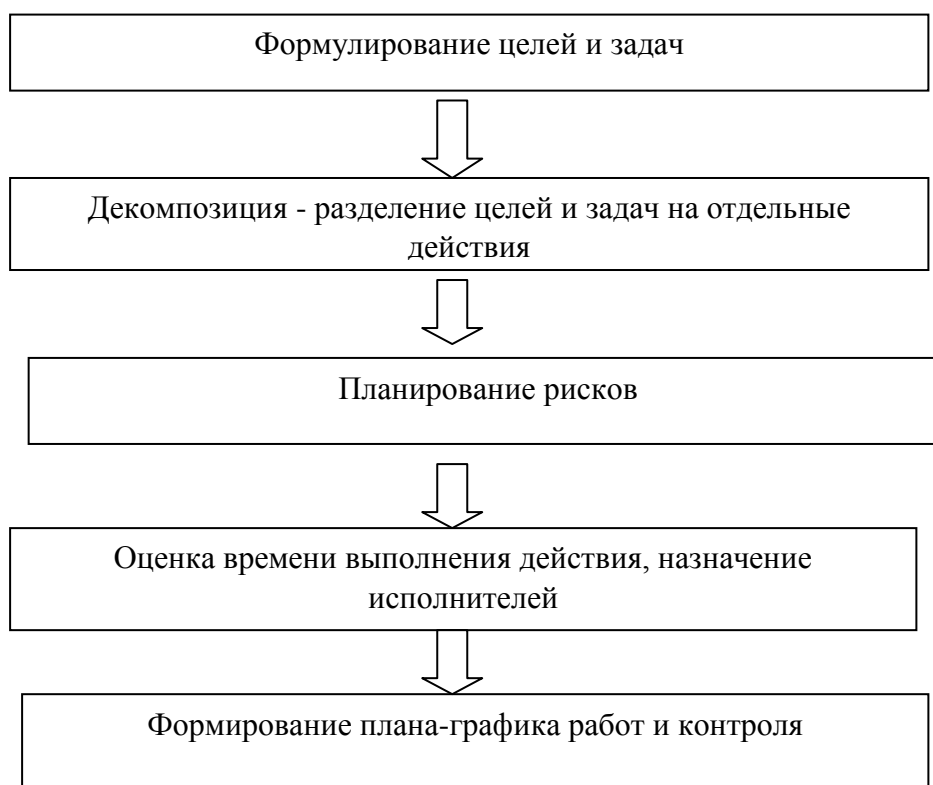 Формулирование целей и задач
Декомпозиция - разделение целей и задач на отдельные
действия
Планирование рисков
Оценка времени выполнения действия, назначение
исполнителей
Формирование плана-графика работ и контроля